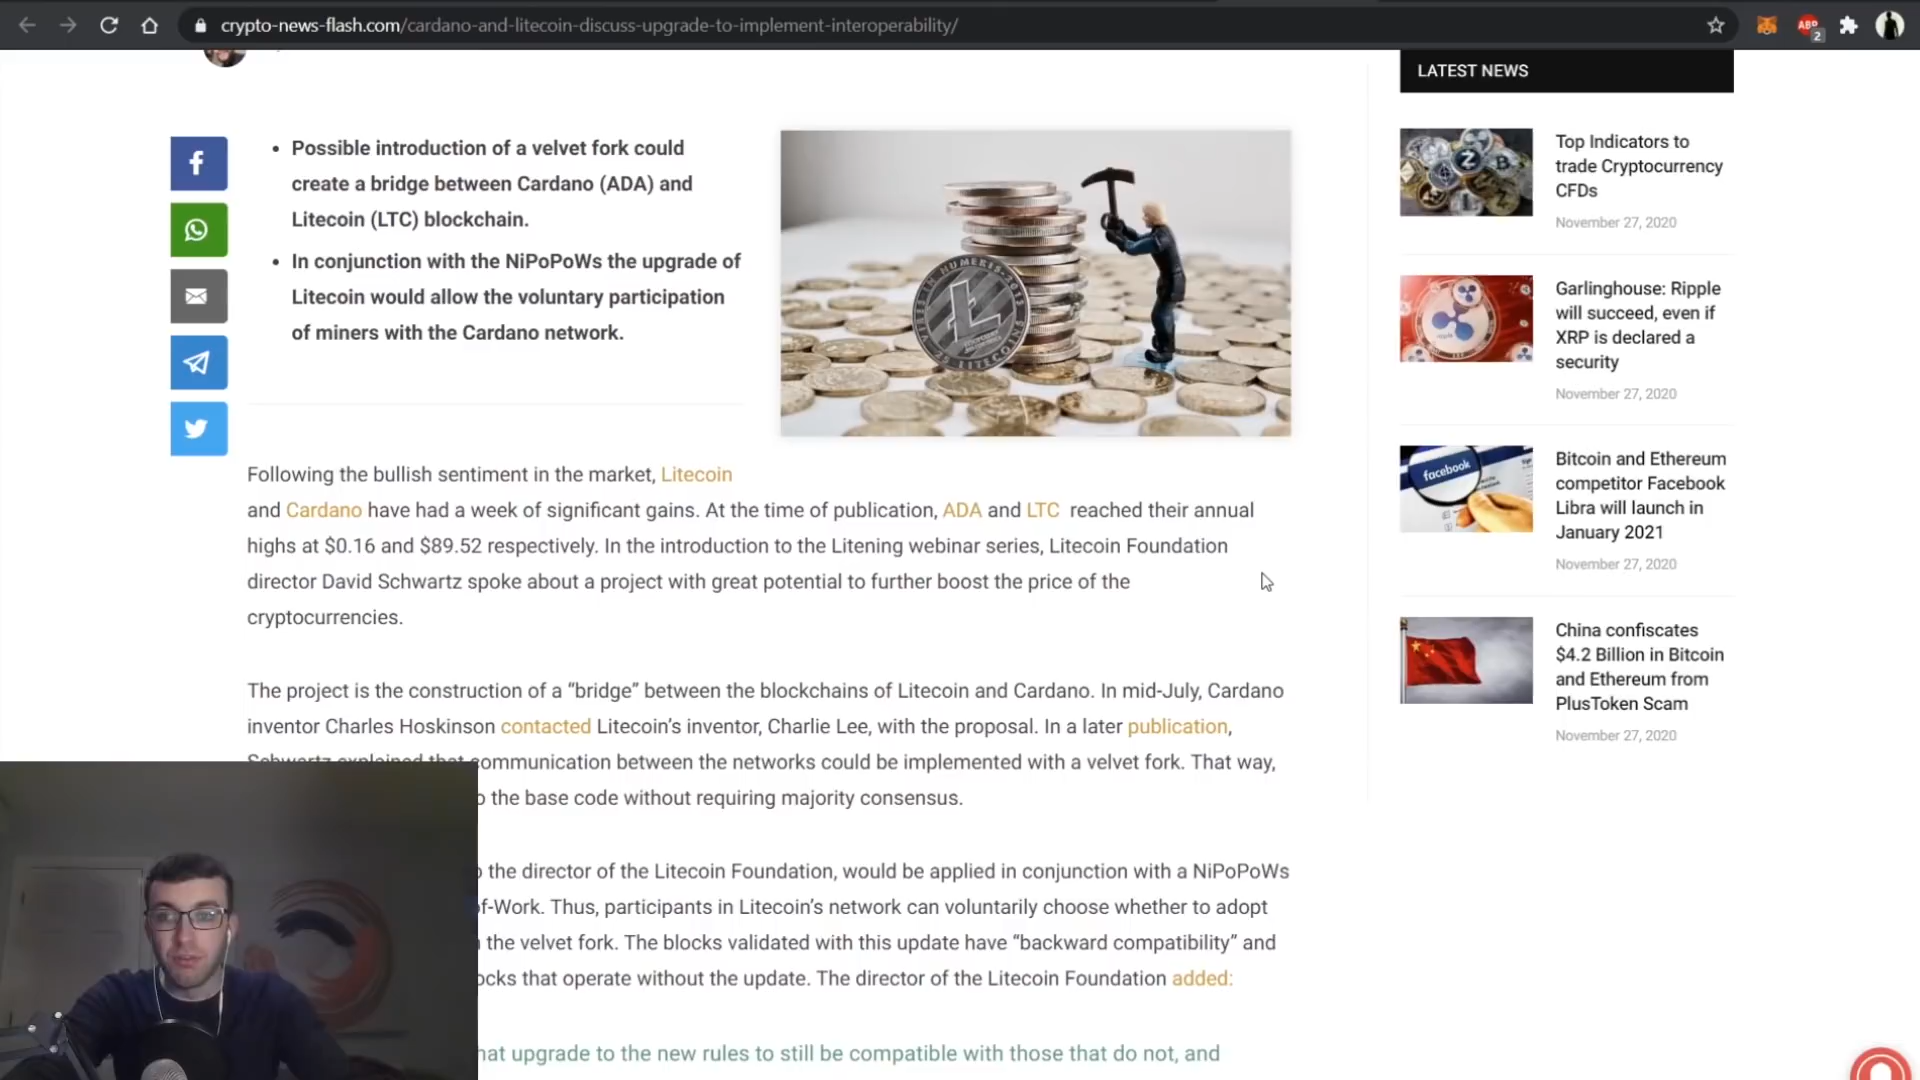 crypto-news-flash.com/cardano-and-litecoin-discuss-upgrade-to-implement-interoperability/
ABP
2
LATEST NEWS
• Possible introduction of a velvet fork could
create a bridge between Cardano (ADA) and
Litecoin (LTC) blockchain.
• In conjunction with the NiPoPoWs the upgrade of
Litecoin would allow the voluntary participation
of miners with the Cardano network.
Following the bullish sentiment in the market, Litecoin
and Cardano have had a week of significant gains. At the time of publication, ADA and LTC reached their annual
highs at $0.16 and $89.52 respectively. In the introduction to the Litening webinar series, Litecoin Foundation
director David Schwartz spoke about a project with great potential to further boost the price of the
cryptocurrencies.
The project is the construction of a “bridge” between the blockchains of Litecoin and Cardano. In mid-July, Cardano
inventor Charles Hoskinson contacted Litecoin’s inventor, Charlie Lee, with the proposal. In a later publication,
Schwartz explained that communication between the networks could be implemented with a velvet fork. That way,
the base code without requiring majority consensus.
the director of the Litecoin Foundation, would be applied in conjunction with a NiPoPoWs
f-Work. Thus, participants in Litecoin’s network can voluntarily choose whether to adopt
the velvet fork. The blocks validated with this update have “backward compatibility” and
ocks that operate without the update. The director of the Litecoin Foundation added:
hat upgrade to the new rules to still be compatible with those that do not, and
Top Indicators to
trade Cryptocurrency
CFDs
November 27, 2020
Garlinghouse: Ripple
will succeed, even if
XRP is declared a
security
November 27, 2020
facebook
Bitcoin and Ethereum
competitor Facebook
Libra will launch in
January 2021
November 27, 2020
China confiscates
$4.2 Billion in Bitcoin
and Ethereum from
PlusToken Scam
November 27, 2020